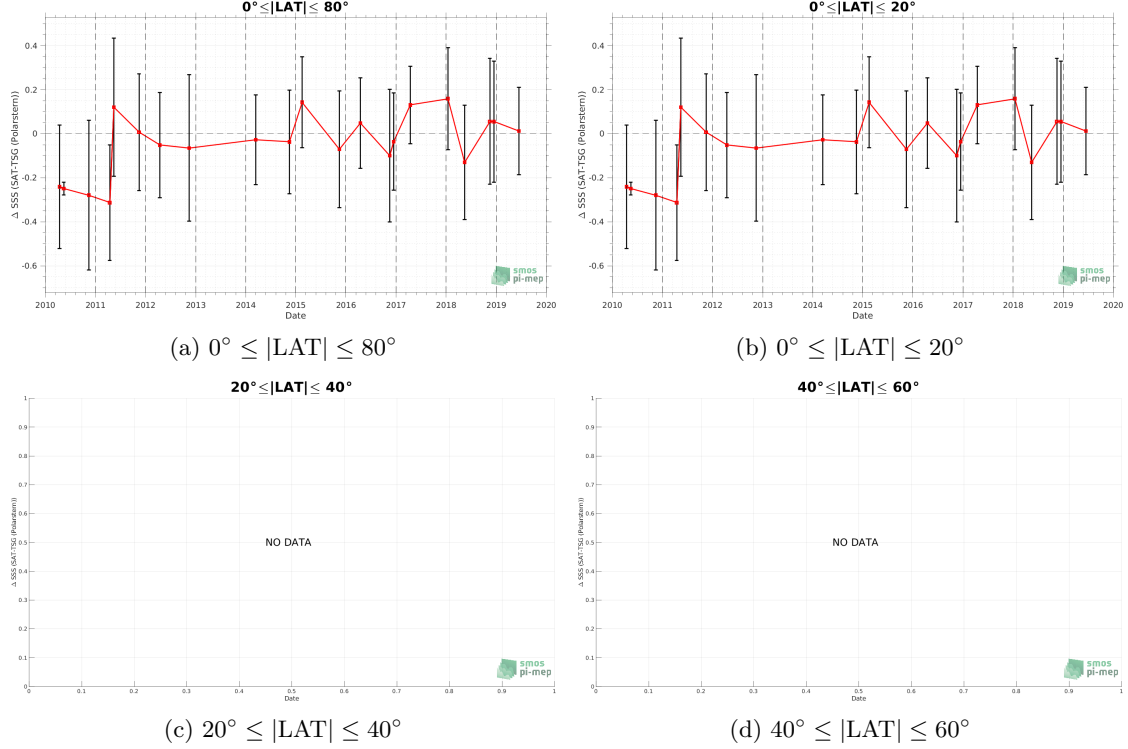 0°≤|LAT|≤ 80°
0.4
0.2
0
-0.2
-0.4
-0.6
Δ SSS (SAT-TSG (Polarstern))
2010 2011 2012 2013 2014 2015 2016 2017 2018 2019 2020
Date
smos
pi-mep
(a) 0° ≤ |LAT| ≤ 80°
0°≤|LAT|≤ 20°
0.4
0.2
0
-0.2
-0.4
-0.6
Δ SSS (SAT-TSG (Polarstern))
2010 2011 2012 2013 2014 2015 2016 2017 2018 2019 2020
Date
smos
pi-mep
(b) 0° ≤ |LAT| ≤ 20°
20°≤|LAT|≤ 40°
1
0.9
0.8
0.7
0.6
0.5
0.4
0.3
0.2
0.1
0
Δ SSS (SAT-TSG (Polarstern))
NO DATA
0 0.1 0.2 0.3 0.4 0.5 0.6 0.7 0.8 0.9 1
Date
smos
pi-mep
(c) 20° ≤ |LAT| ≤ 40°
40°≤|LAT|≤ 60°
1
0.9
0.8
0.7
0.6
0.5
0.4
0.3
0.2
0.1
0
Δ SSS (SAT-TSG (Polarstern))
NO DATA
0 0.1 0.2 0.3 0.4 0.5 0.6 0.7 0.8 0.9 1
Date
smos
pi-mep
(d) 40° ≤ |LAT| ≤ 60°